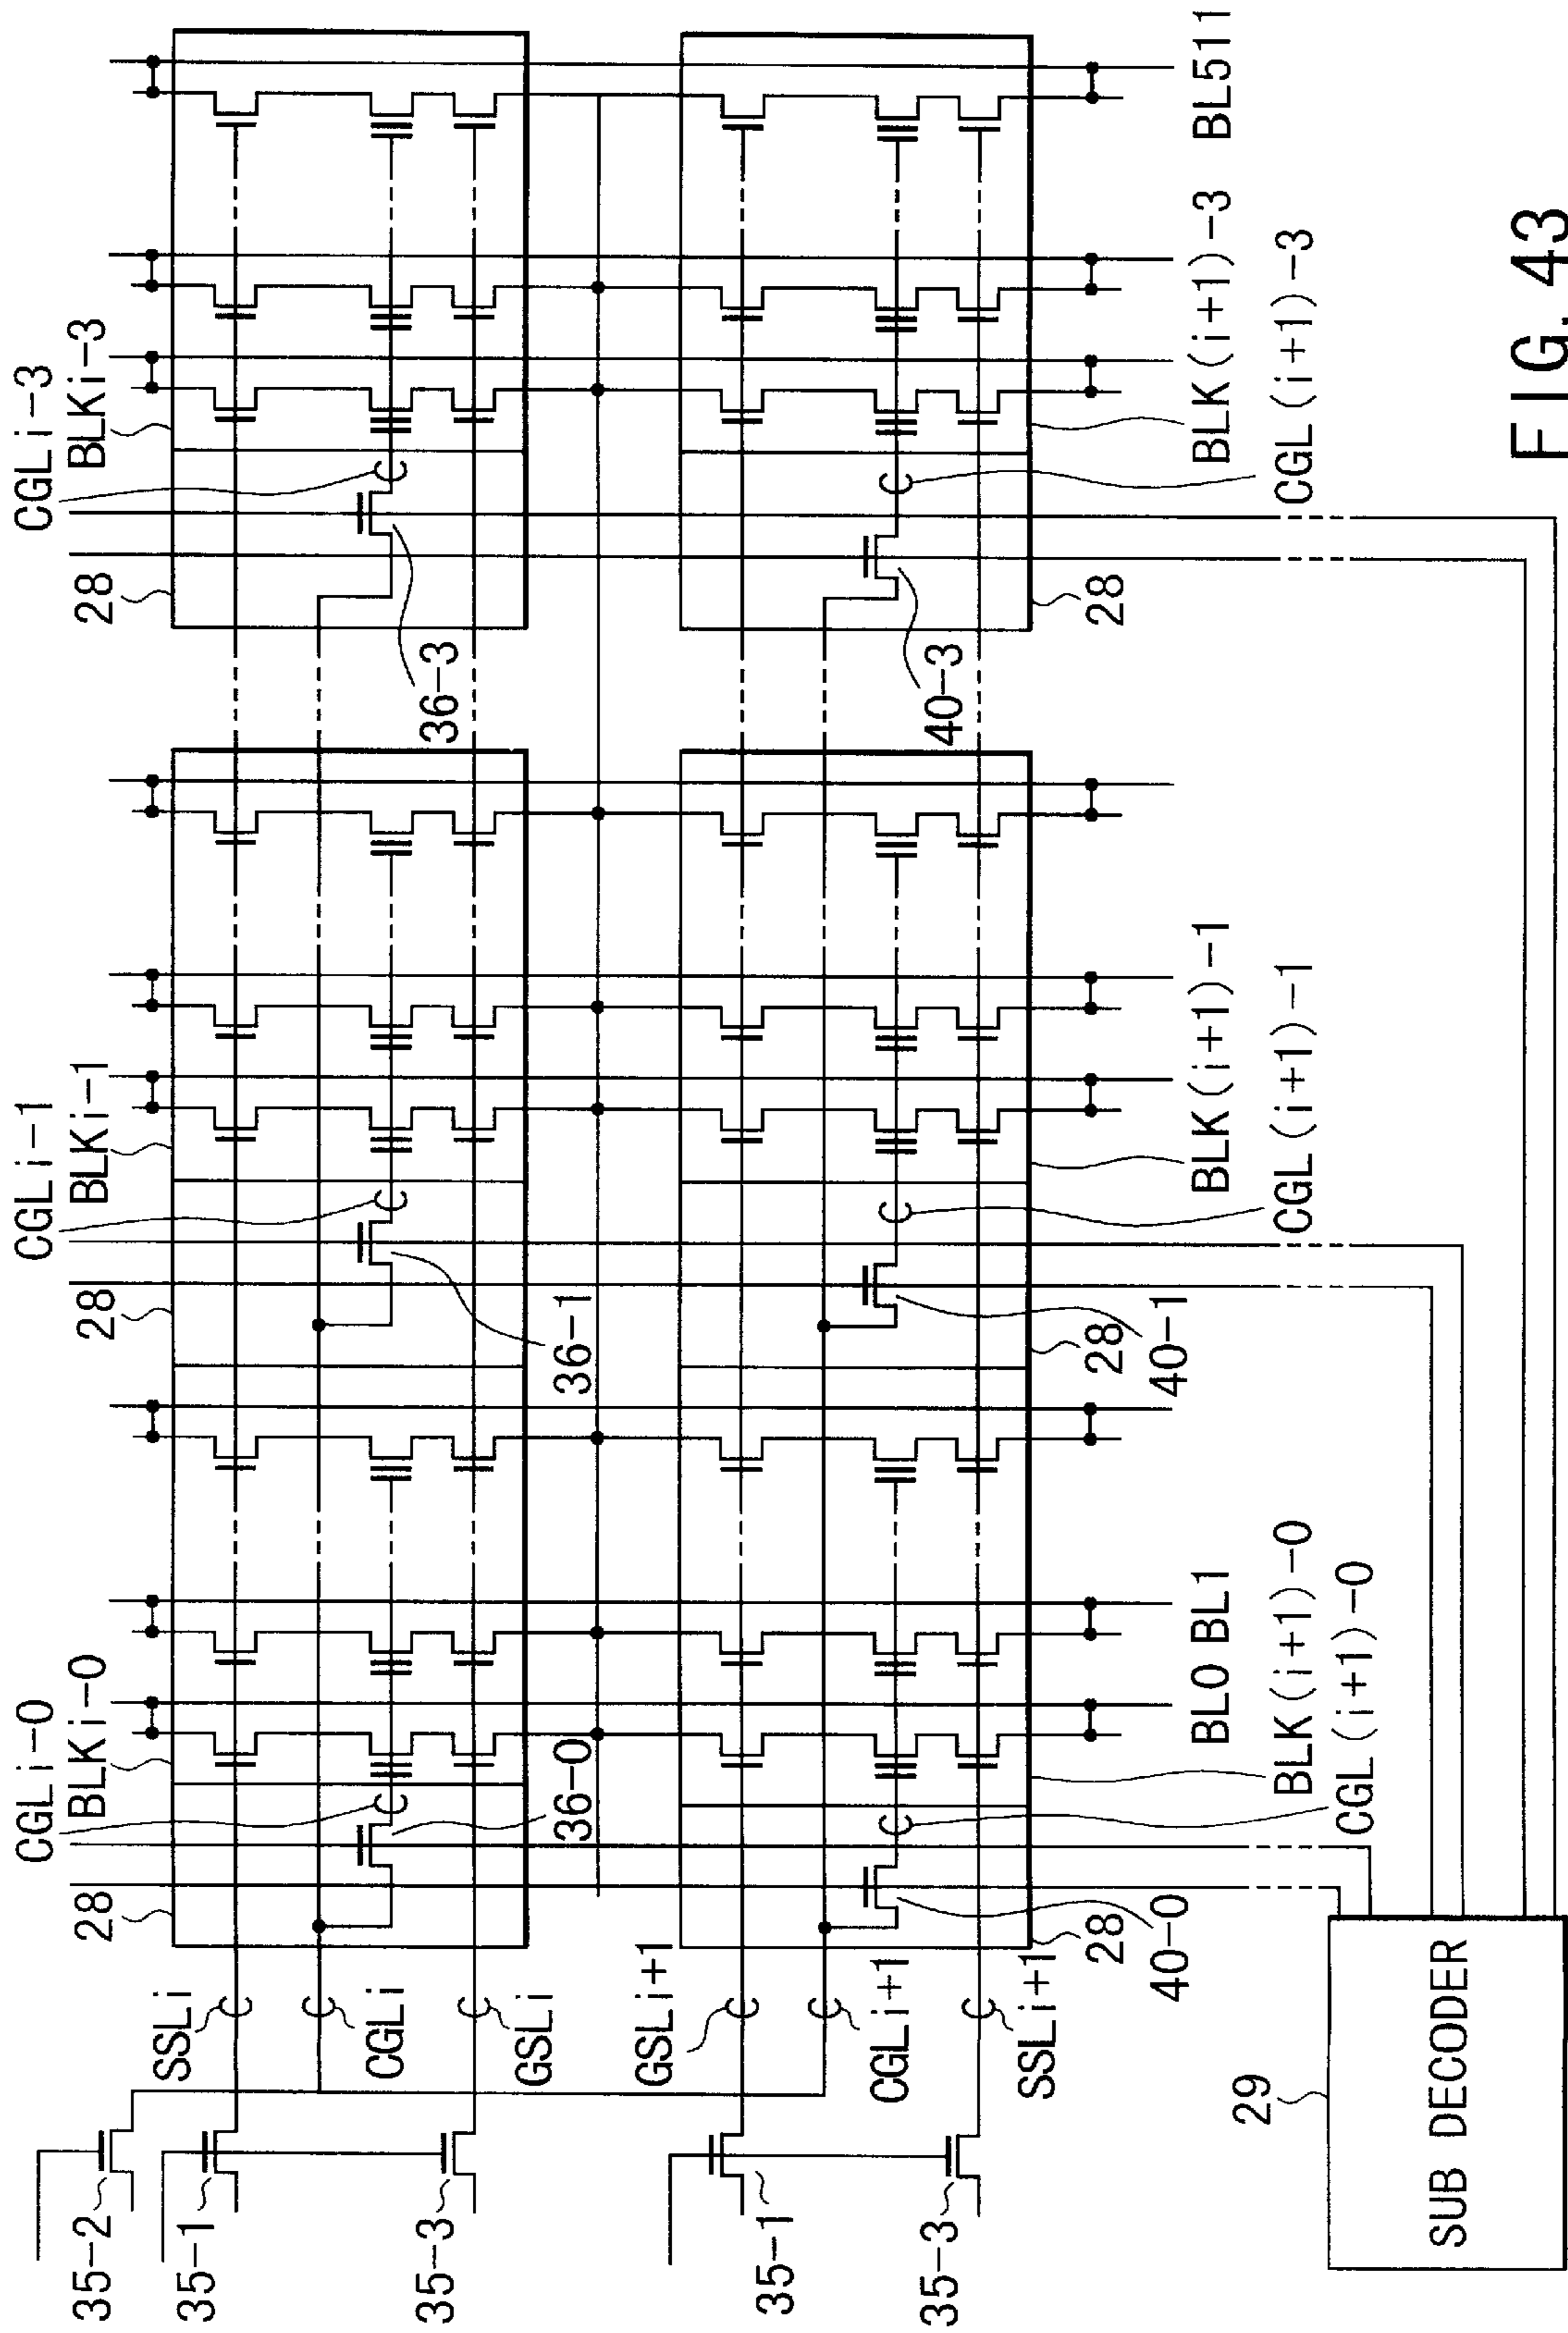 CGLi-0
BLKi-0
28
CGLi-1
BLKi-1
28
CGLi-3
BLKi-3
28
35-2
35-1
35-3
SSLi
CGLi
GSLi
36-0
36-1
36-3
35-1
35-3
GSLi+1
CGLi+1
SSLi+1
28
40-0
28
40-1
28
40-3
BL0 BL1
BLK(i+1)-0
CGL(i+1)-0
BLK(i+1)-1
CGL(i+1)-1
BLK(i+1)-3
CGL(i+1)-3
BL511
29
SUB DECODER
FIG. 43